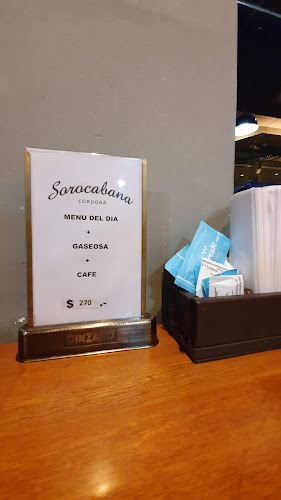 Sorocabana
CORDOBA
MENU DEL DIA
+
GASEOSA
+
CAFE
$ 270 .-
CINZANO